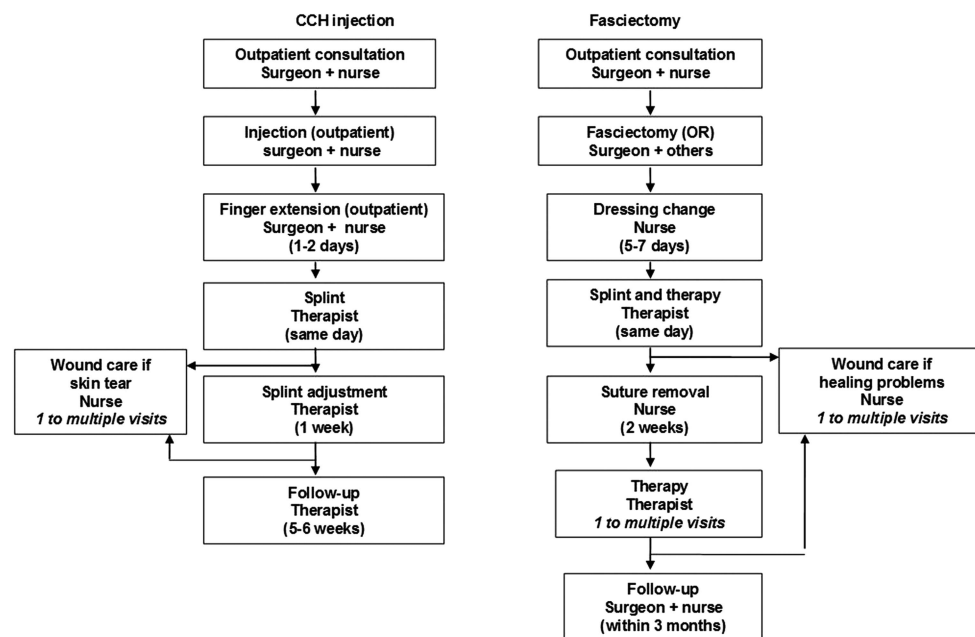 CCH injection
Outpatient consultation
Surgeon + nurse
Injection (outpatient)
surgeon + nurse
Finger extension (outpatient)
Surgeon + nurse
(1-2 days)
Splint
Therapist
(same day)
Wound care if
skin tear
Nurse
1 to multiple visits
Splint adjustment
Therapist
(1 week)
Follow-up
Therapist
(5-6 weeks)
Fasciectomy
Outpatient consultation
Surgeon + nurse
Fasciectomy (OR)
Surgeon + others
Dressing change
Nurse
(5-7 days)
Splint and therapy
Therapist
(same day)
Wound care if
healing problems
Nurse
1 to multiple visits
Suture removal
Nurse
(2 weeks)
Therapy
Therapist
1 to multiple visits
Follow-up
Surgeon + nurse
(within 3 months)